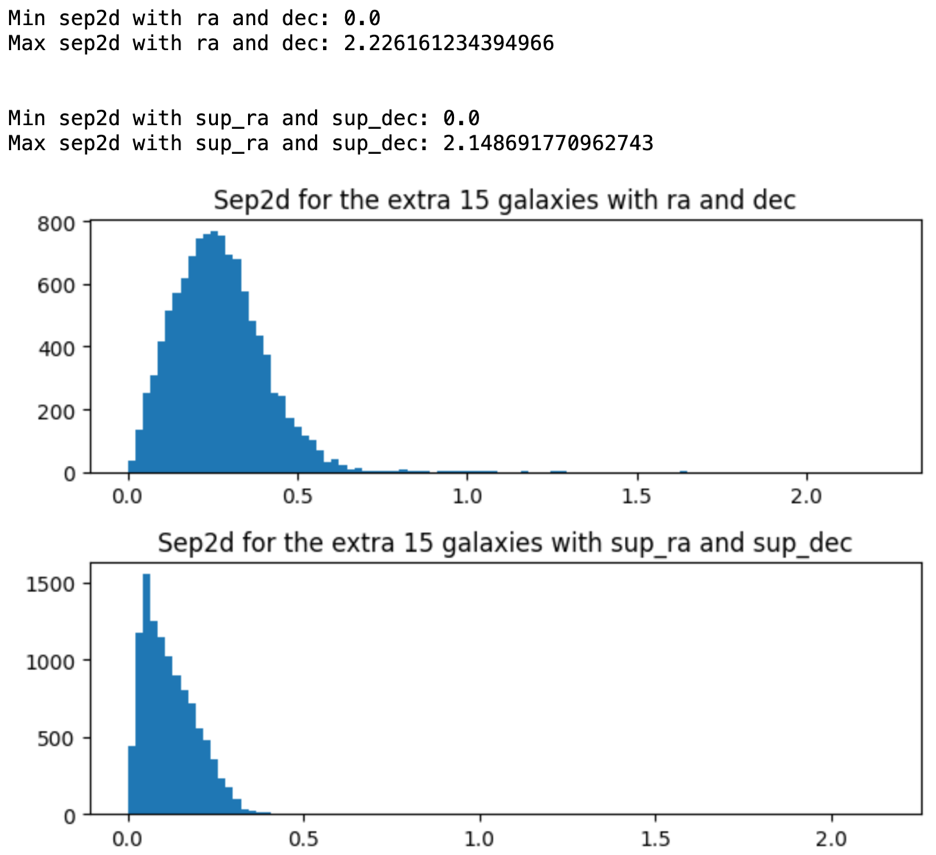 Min sep2d with ra and dec: 0.0
Max sep2d with ra and dec: 2.226161234394966
Min sep2d with sup_ra and sup_dec: 0.0
Max sep2d with sup_ra and sup_dec: 2.148691770962743
Sep2d for the extra 15 galaxies with ra and dec
800
600
400
200
0
0.0 0.5 1.0 1.5 2.0
Sep2d for the extra 15 galaxies with sup_ra and sup_dec
1500
1000
500
0
0.0 0.5 1.0 1.5 2.0